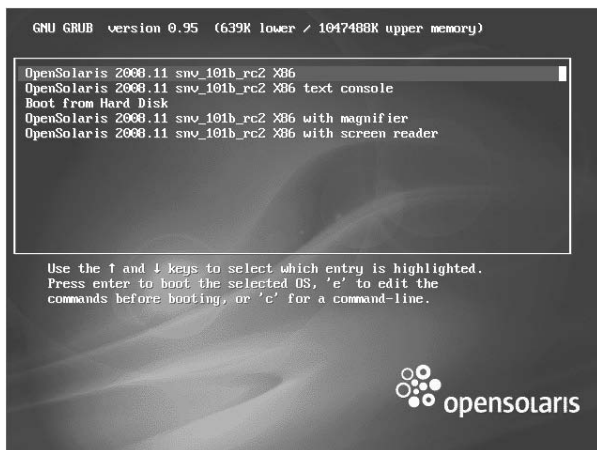 GNU GRUB version 0.95 (639K lower / 1047488K upper memory)
OpenSolaris 2008.11 snv_101b_rc2 X86
OpenSolaris 2008.11 snv_101b_rc2 X86 text console
Boot from Hard Disk
OpenSolaris 2008.11 snv_101b_rc2 X86 with magnifier
OpenSolaris 2008.11 snv_101b_rc2 X86 with screen reader
Use the ↑ and ↓ keys to select which entry is highlighted.
Press enter to boot the selected OS, 'e' to edit the
commands before booting, or 'c' for a command-line.
opensolaris